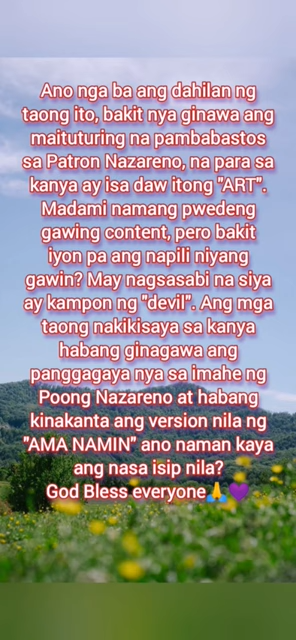 Ano nga ba ang dahilan ng
taong ito, bakit nya ginawa ang
maituturing na pambabastos
sa Patron Nazareno, na para sa
kanya ay isa daw itong "ART".
Madami namang pwedeng
gawing content, pero bakit
iyon pa ang napili niyang
gawin? May nagsasabi na siya
ay kampon ng "devil". Ang mga
taong nakikisaya sa kanya
habang ginagawa ang
panggagaya nya sa imahe ng
Poong Nazareno at habang
kinakanta ang version nila ng
"AMA NAMIN" ano naman kaya
ang nasa isip nila?
God Bless everyone🙏💜